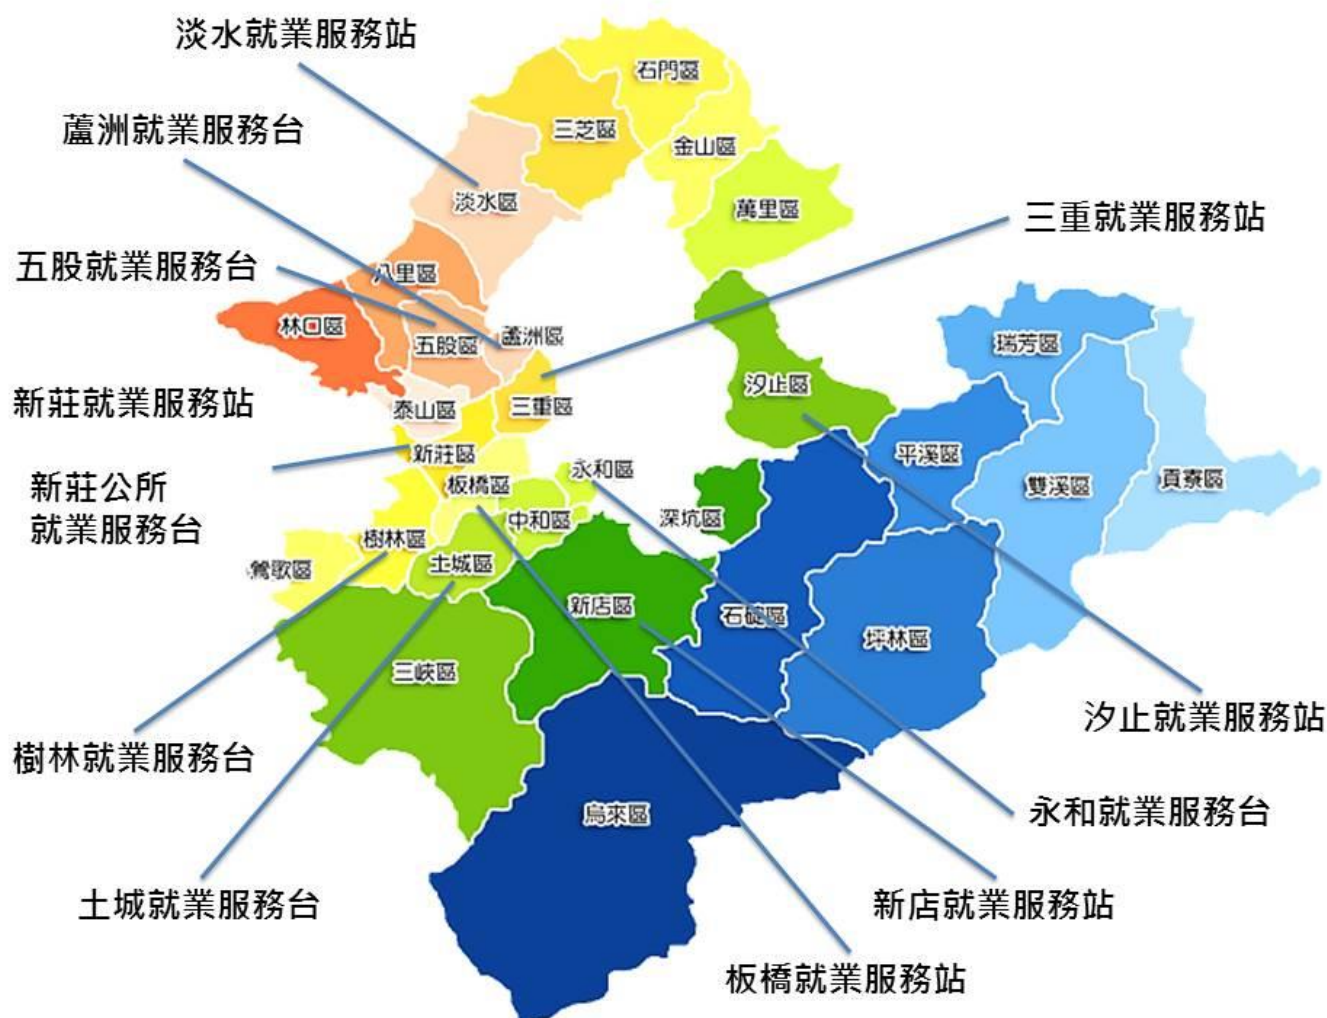 淡水就業服務站
石門區
三芝區
蘆洲就業服務台
金山區
淡水區
萬里區
三重就業服務站
五股就業服務台
八里區
林口區
五股區
蘆洲區
瑞芳區
汐止區
新莊就業服務站
泰山區
三重區
新莊區
平溪區
永和區
新莊公所
就業服務台
板橋區
雙溪區
貢寮區
中和區
深坑區
樹林區
土城區
鶯歌區
新店區
石碇區
坪林區
三峽區
汐止就業服務站
樹林就業服務台
烏來區
永和就業服務台
土城就業服務台
新店就業服務站
板橋就業服務站